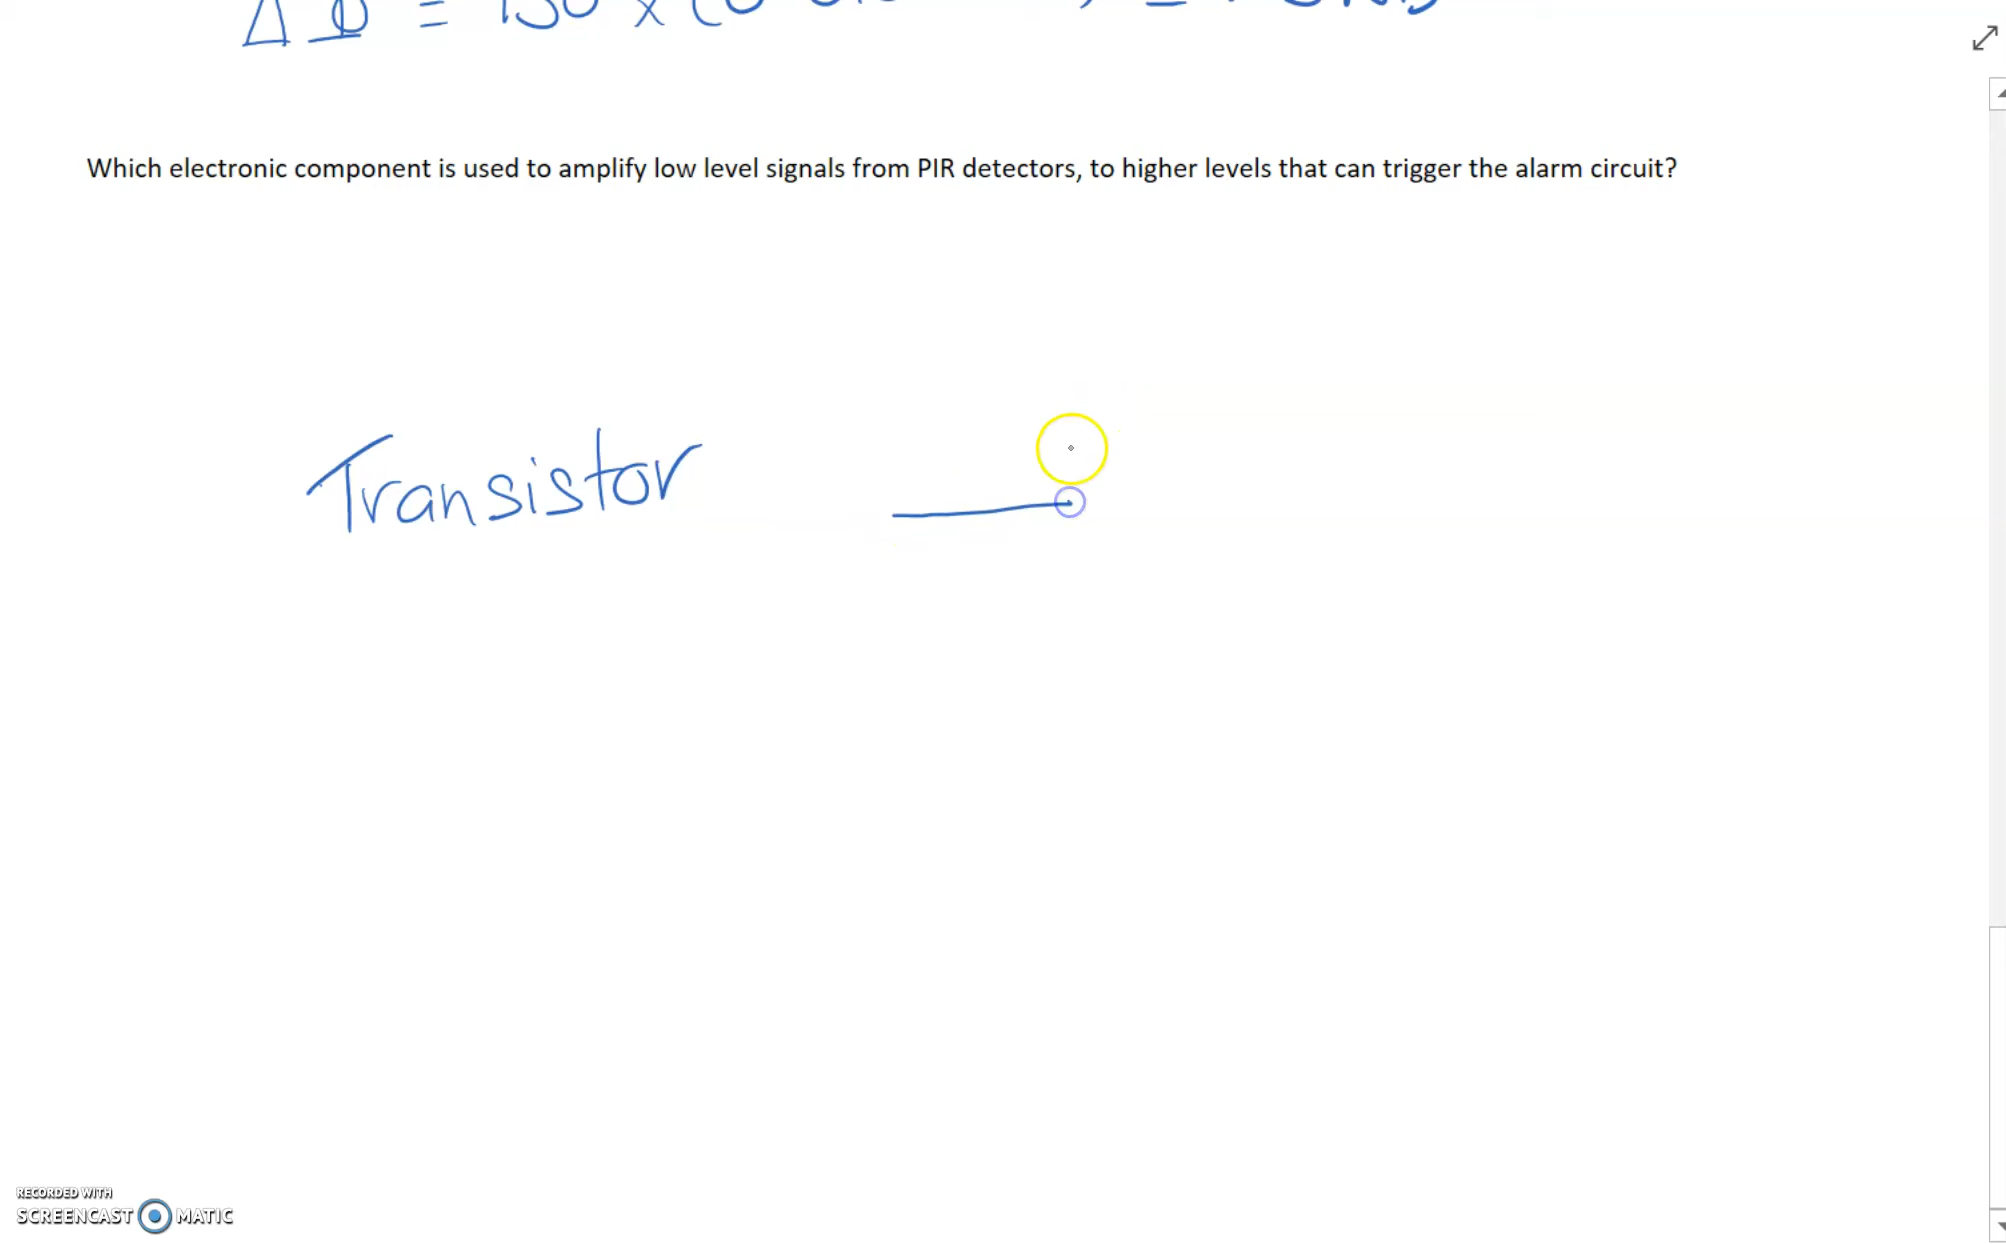 Which electronic component is used to amplify low level signals from PIR detectors, to higher levels that can trigger the alarm circuit?
Transistor
RECORDED WITH
SCREENCAST MATIC